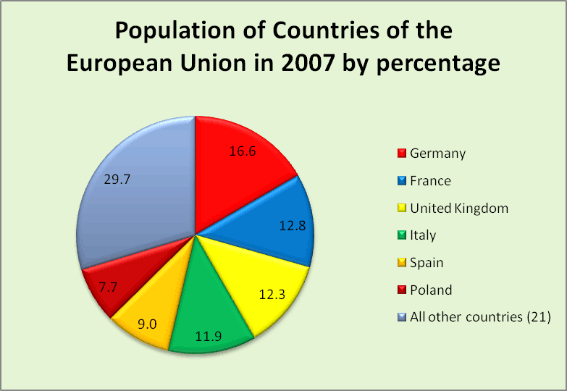 Population of Countries of the
European Union in 2007 by percentage
16.6
12.8
12.3
11.9
9.0
7.7
29.7
Germany
France
United Kingdom
Italy
Spain
Poland
All other countries (21)